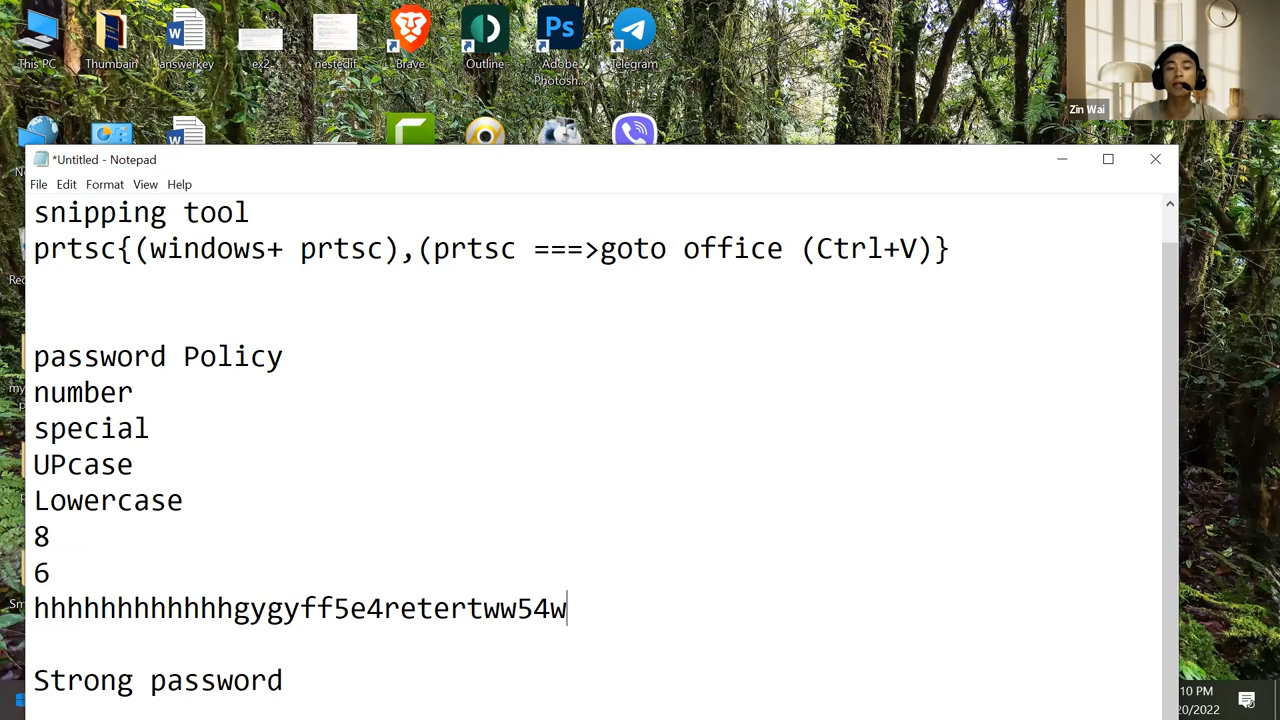 This PC
Thumbain
answerkey
ex2...
nestedif
Brave
Outline
Adobe
Photosh...
Telegram
Ps
Zin Wai
*Untitled - Notepad
File Edit Format View Help
snipping tool
prtsc{(windows+ prtsc),(prtsc ===>goto office (Ctrl+V)}
password Policy
number
special
UPcase
Lowercase
8
6
hhhhhhhhhhhhgygyff5e4retertww54w
Strong password
10 PM
20/2022